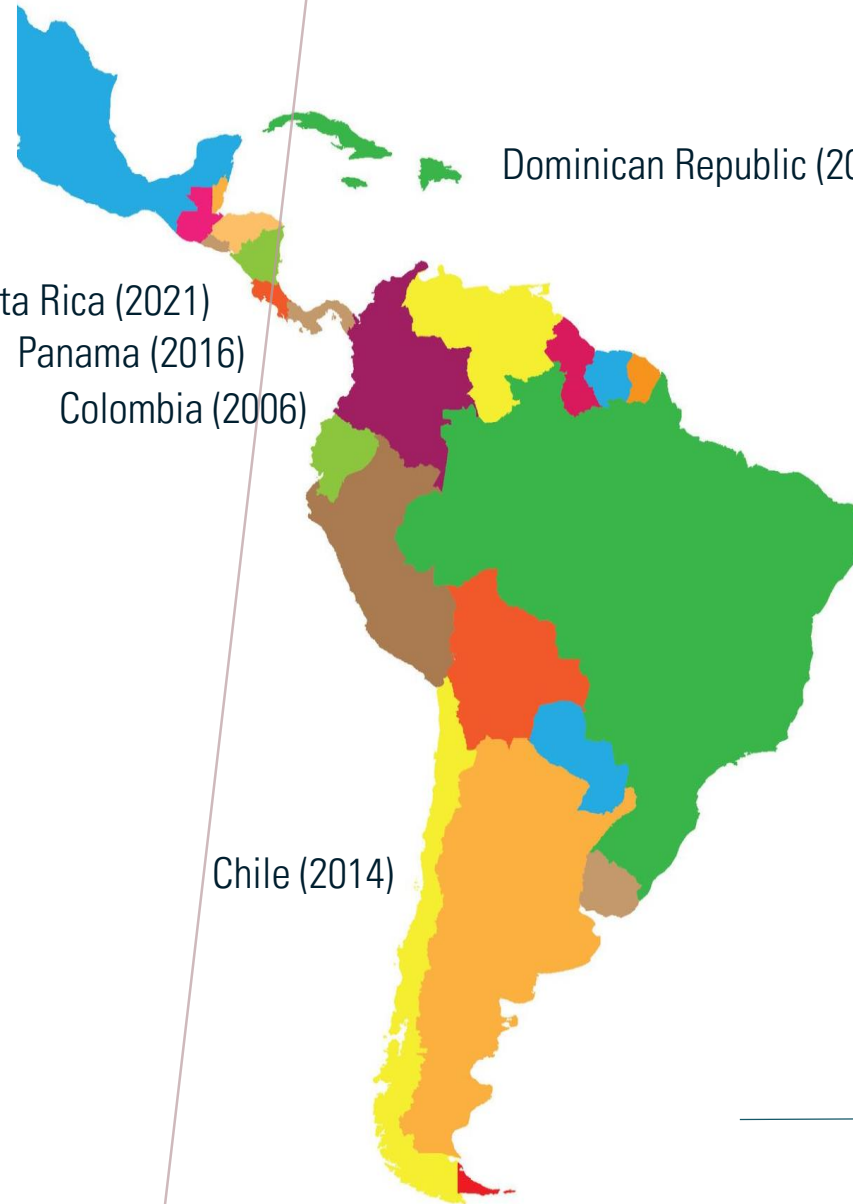 Dominican Republic (20
ta Rica (2021)
Panama (2016)
Colombia (2006)
Chile (2014)